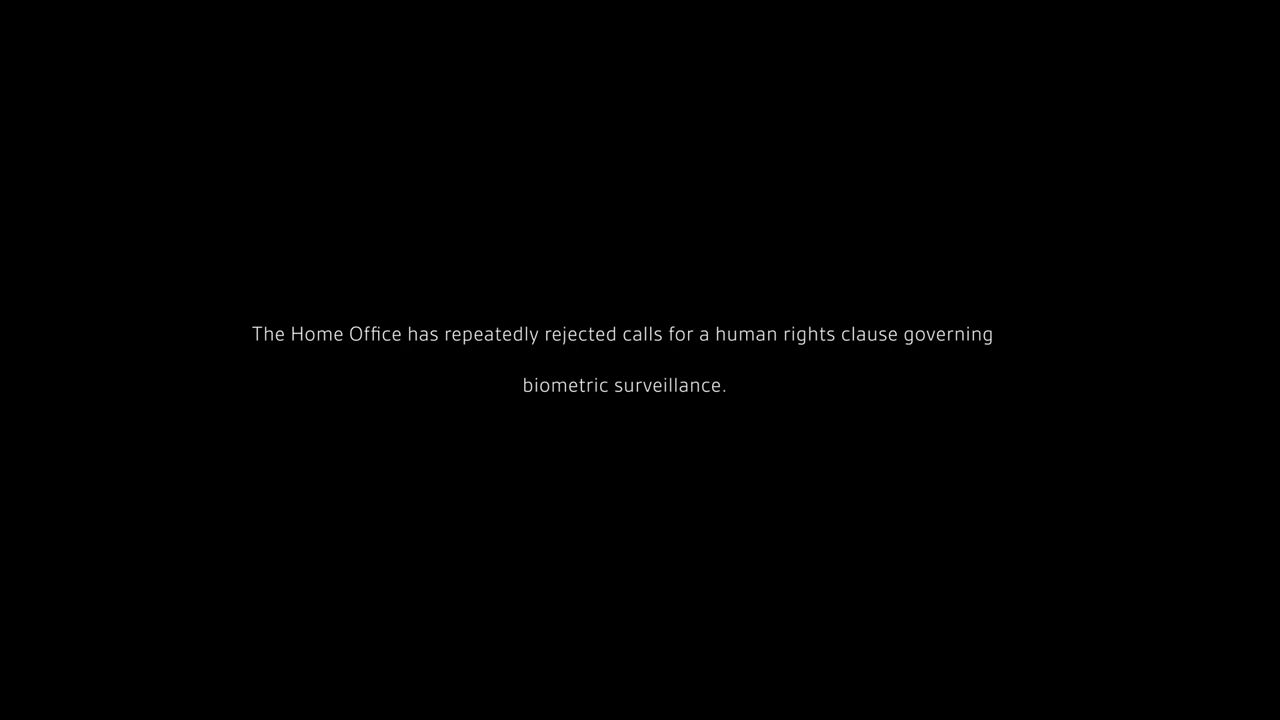 The Home Office has repeatedly rejected calls for a human rights clause governing
biometric surveillance.